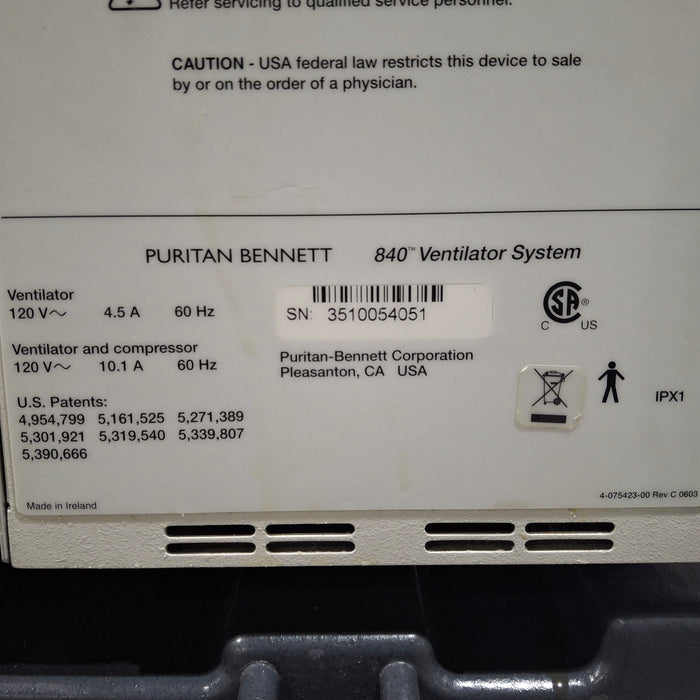 Refer servicing to qualified service personnel.
CAUTION - USA federal law restricts this device to sale
by or on the order of a physician.
PURITAN BENNETT 840™ Ventilator System
Ventilator
120 V～ 4.5 A 60 Hz
SN: 3510054051
CSA ®
C US
Ventilator and compressor
120 V～ 10.1 A 60 Hz
Puritan-Bennett Corporation
Pleasanton, CA USA
IPX1
U.S. Patents:
4,954,799 5,161,525 5,271,389
5,301,921 5,319,540 5,339,807
5,390,666
Made in Ireland
4-075423-00 Rev C 0603